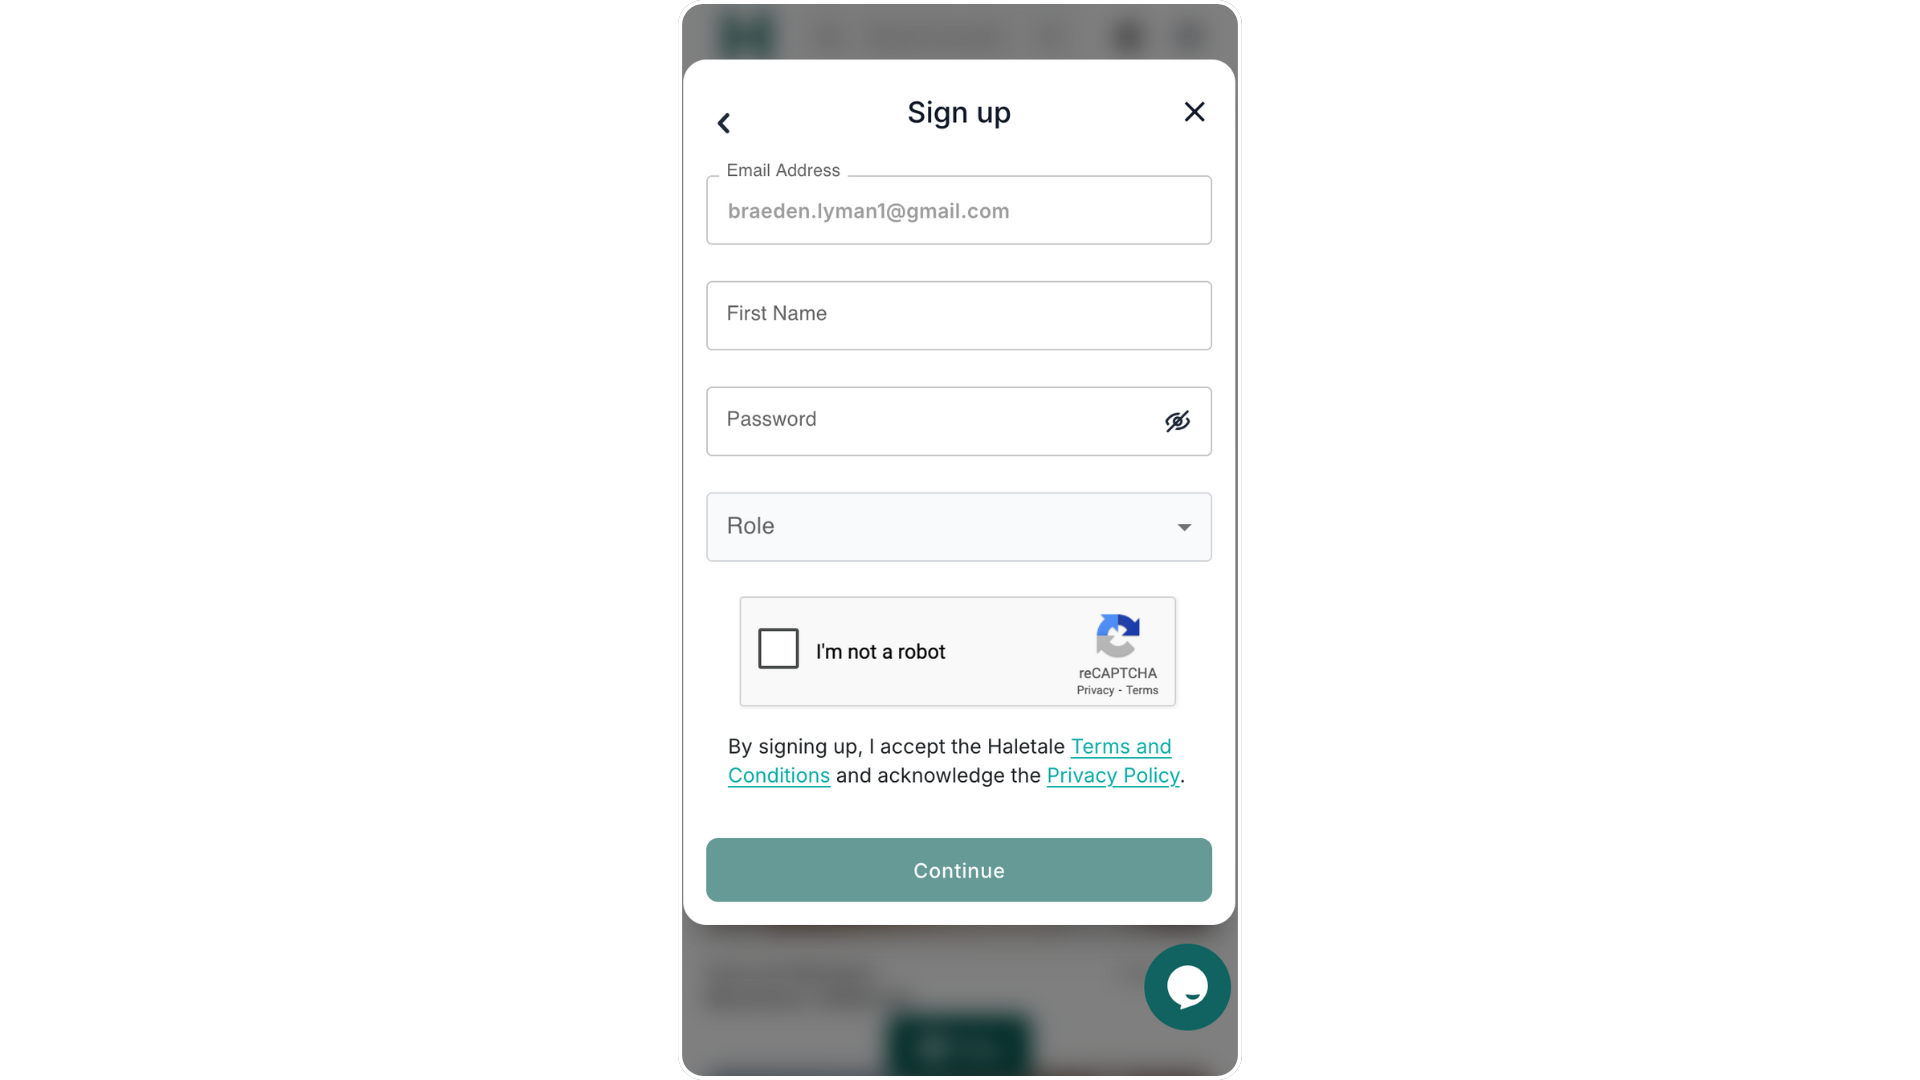 Sign up
Email Address
braeden.lyman1@gmail.com
First Name
Password
Role
I'm not a robot
reCAPTCHA
Privacy - Terms
By signing up, I accept the Haletale Terms and
Conditions and acknowledge the Privacy Policy.
Continue